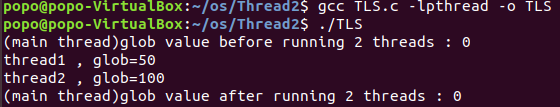 popo@popo-VirtualBox:~/os/Thread2$ gcc TLS.c -lpthread -o TLS
popo@popo-VirtualBox:~/os/Thread2$ ./TLS
(main thread)glob value before running 2 threads : 0
thread1 , glob=50
thread2 , glob=100
(main thread)glob value after running 2 threads : 0